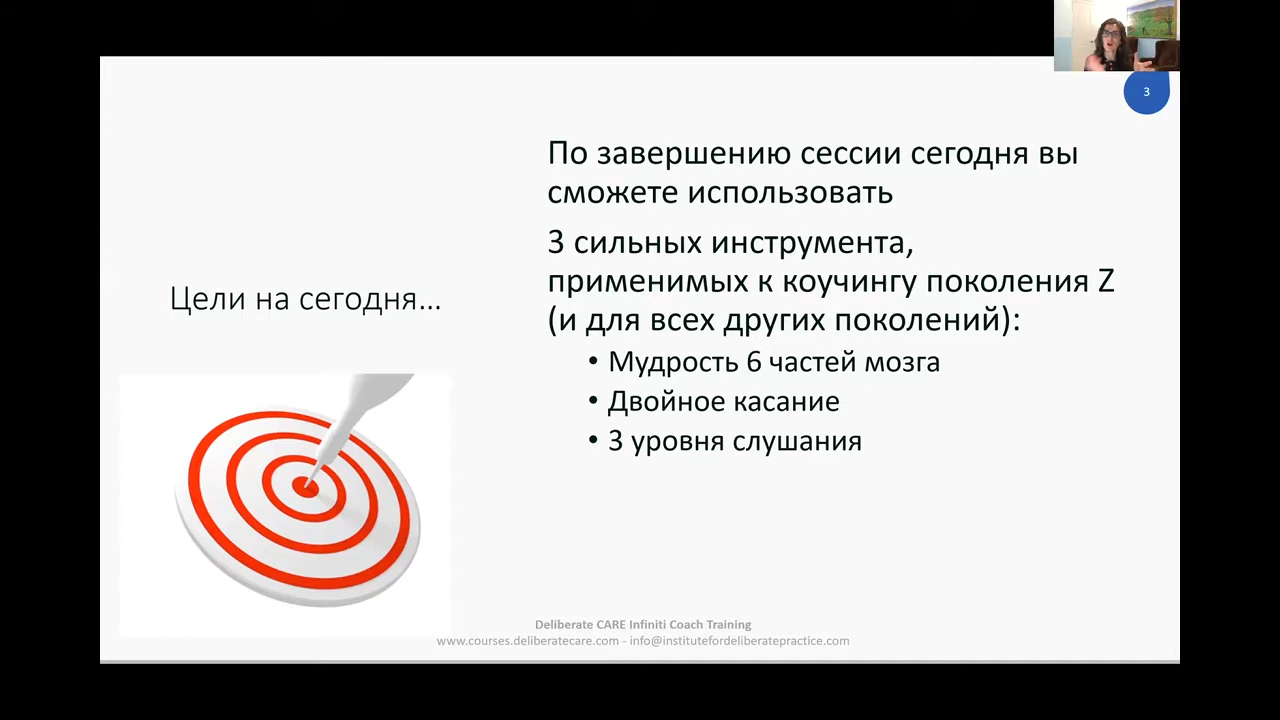 3
По завершению сессии сегодня вы
сможете использовать
3 сильных инструмента,
применимых к коучингу поколения Z
(и для всех других поколений):
• Мудрость 6 частей мозга
• Двойное касание
• 3 уровня слушания
Цели на сегодня...
Deliberate CARE Infiniti Coach Training
www.courses.deliberatecare.com - info@institutefordeliberatepractice.com